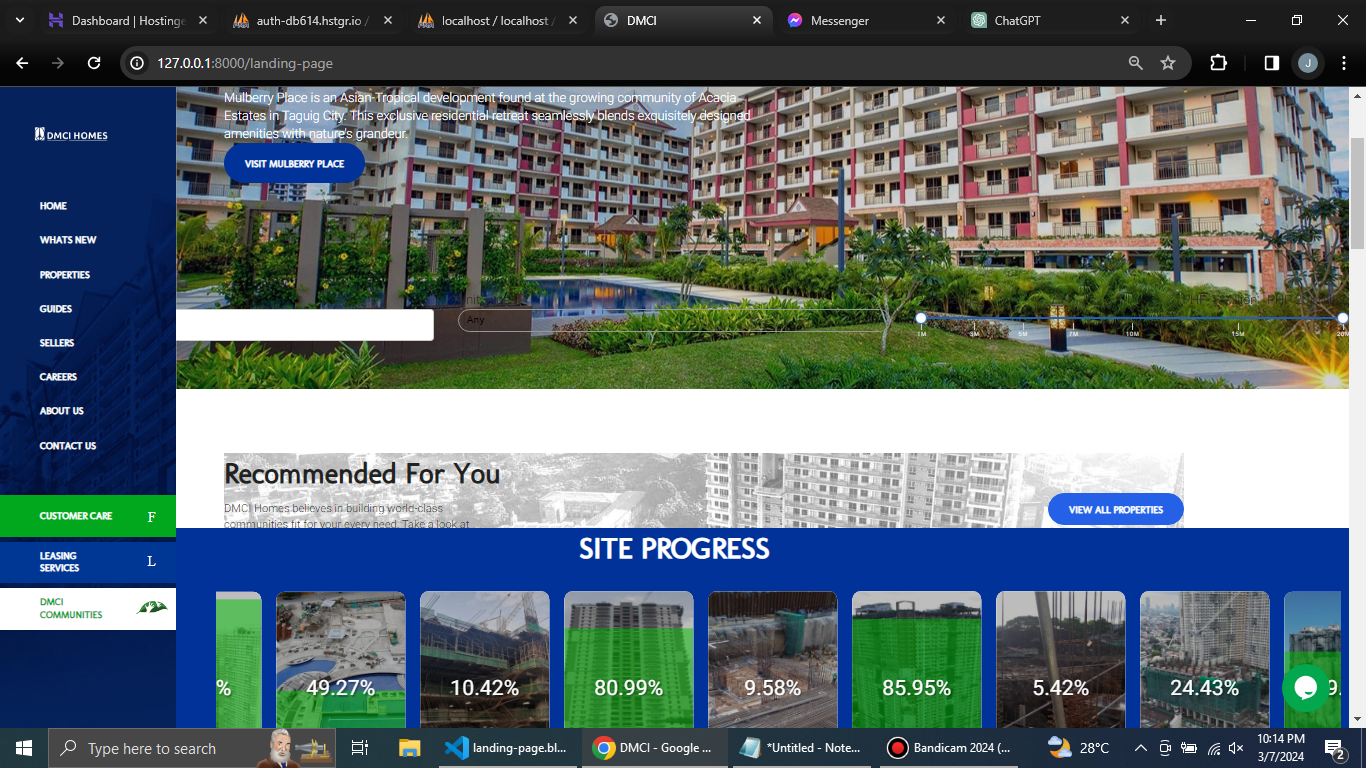 Dashboard | Hostinge
auth-db614.hstgr.io /
localhost / localhost /
DMCI
Messenger
ChatGPT
127.0.0.1:8000/landing-page
J
DMCI HOMES
HOME
WHATS NEW
PROPERTIES
GUIDES
SELLERS
CAREERS
ABOUT US
CONTACT US
CUSTOMER CARE F
LEASING
SERVICES
L
DMCI
COMMUNITIES
Mulberry Place is an Asian-Tropical development found at the growing community of Acacia
Estates in Taguig City. This exclusive residential retreat seamlessly blends exquisitely designed
amenities with nature's grandeur.
VISIT MULBERRY PLACE
Any
1M 3M 5M 7M 10M 15M 20M
Recommended For You
DMCI Homes believes in building world-class
communities fit for your every need. Take a look at
VIEW ALL PROPERTIES
SITE PROGRESS
% 49.27% 10.42% 80.99% 9.58% 85.95% 5.42% 24.43% 9.
Type here to search
landing-page.bl...
DMCI - Google ...
*Untitled - Note...
Bandicam 2024 (...
28°C
10:14 PM
3/7/2024
2